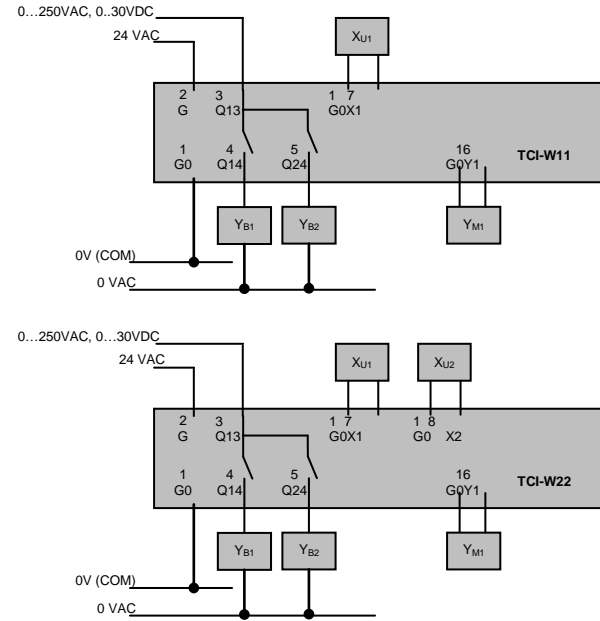 0...250VAC, 0..30VDC
24 VAC
XU1
2 3 1 7
G Q13 G0X1
1 4 5 16
G0 Q14 Q24 G0Y1 TCI-W11
YB1 YB2 YM1
0V (COM)
0 VAC
0...250VAC, 0...30VDC
24 VAC
XU1 XU2
2 3 1 7 1 8
G Q13 G0X1 G0 X2
1 4 5 16
G0 Q14 Q24 G0Y1 TCI-W22
YB1 YB2 YM1
0V (COM)
0 VAC